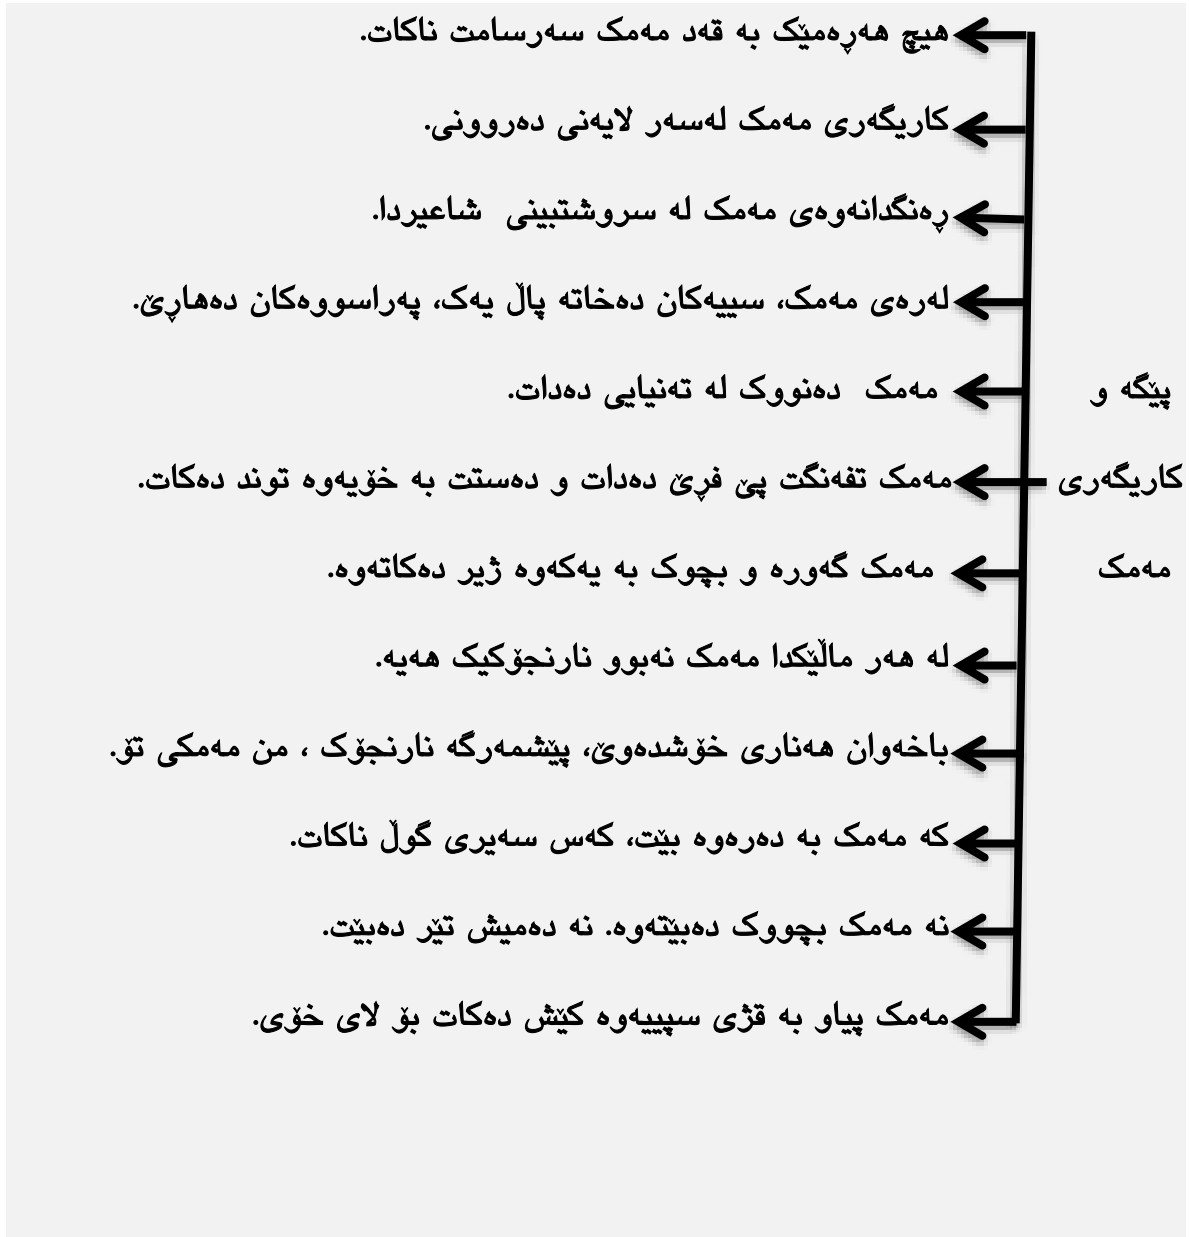 هیچ هەڕەمێک بە قەد مەمک سەرسامت ناکات.
کاریگەری مەمک لەسەر لایەنی دەروونی.
ڕەنگدانەوەی مەمک لە سروشتبینی شاعیردا.
لەرەی مەمک، سییەکان دەخاتە پاڵ یەک، پەراسووەکان دەهاڕێ.
پێگە و
مەمک دەنووک لە تەنیایی دەدات.
کاریگەری
مەمک تفەنگت پێ فڕێ دەدات و دەستت بە خۆیەوە توند دەکات.
مەمک
مەمک گەورە و بچوک بە یەکەوە ژیر دەکاتەوە.
لە هەر ماڵێکدا مەمک نەبوو نارنجۆکیک هەیە.
باخەوان هەناری خۆشدەوێ، پێشمەرگە نارنجۆک ، من مەمکی تۆ.
کە مەمک بە دەرەوە بێت، کەس سەیری گوڵ ناکات.
نە مەمک بچووک دەبێتەوە. نە دەمیش تێر دەبێت.
مەمک پیاو بە قژی سپییەوە کێش دەکات بۆ لای خۆی.